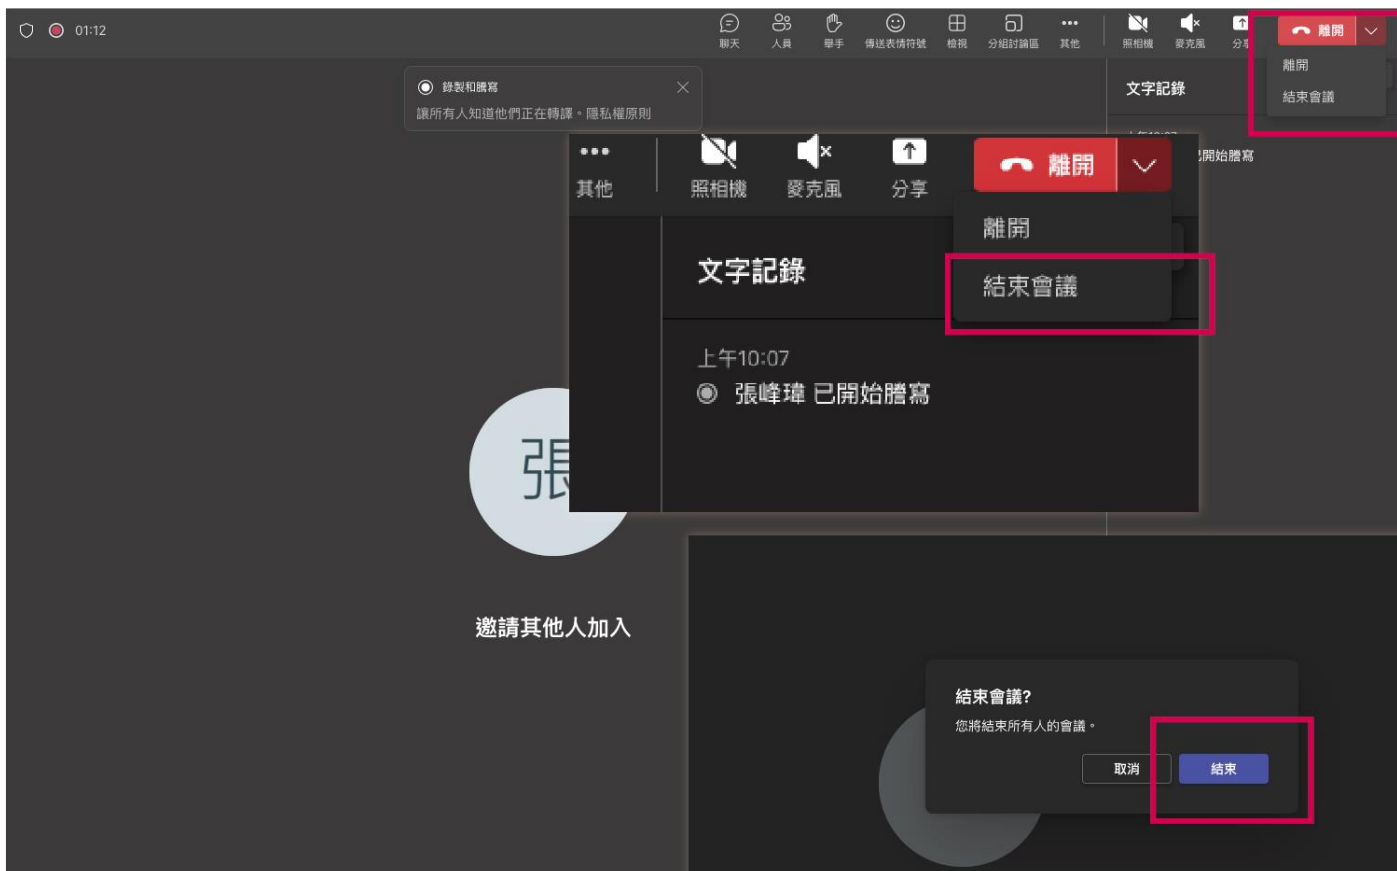 01:12
聊天 人員 舉手 傳送表情符號 檢視 分組討論區 其他 照相機 麥克風 分享 離開
離開
結束會議
錄製和謄寫
讓所有人知道他們正在轉譯。隱私權原則
文字記錄
已開始謄寫
其他 照相機 麥克風 分享 離開
離開
結束會議
文字記錄
上午10:07
張峰瑋 已開始謄寫
張
邀請其他人加入
結束會議?
您將結束所有人的會議。
取消 結束